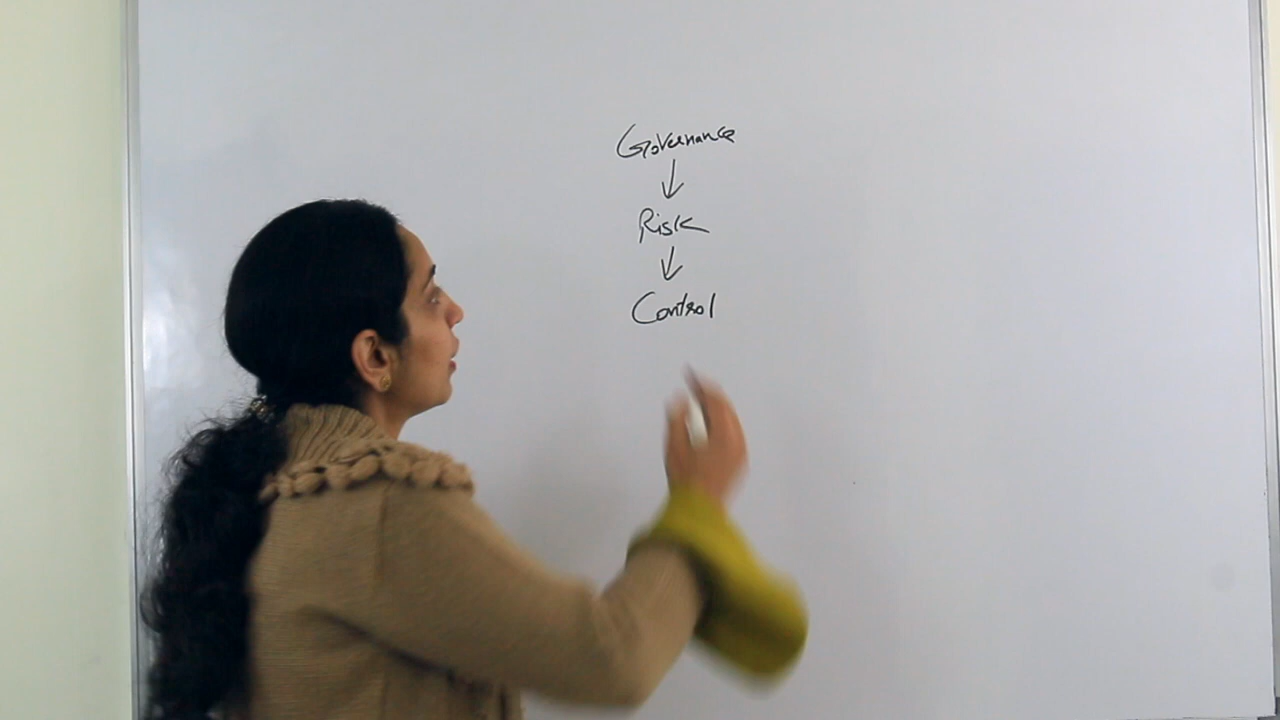 Governance
↓
Risk
↓
Control